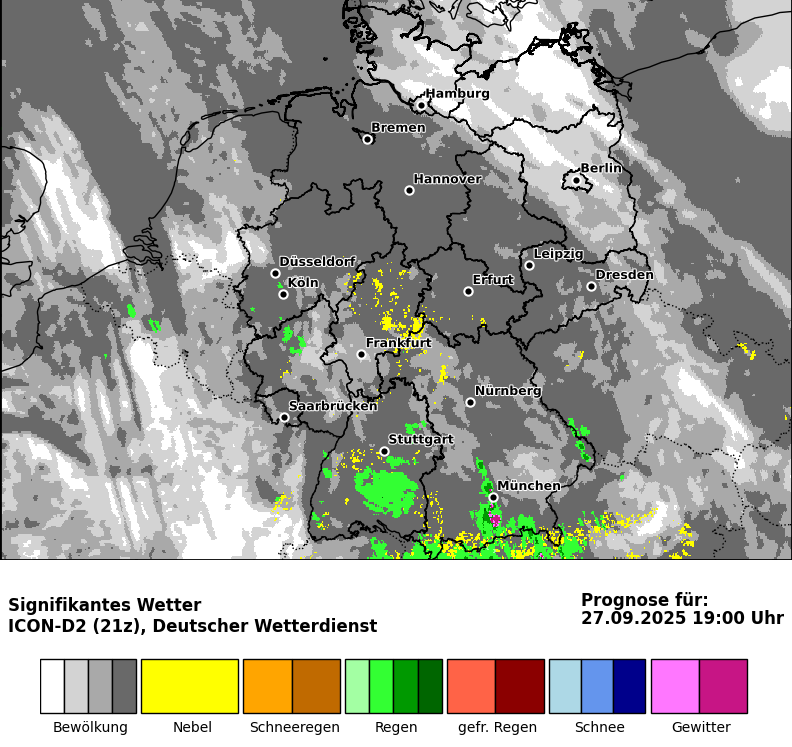 Hamburg
Bremen
Berlin
Hannover
Leipzig
Düsseldorf
Dresden
Köln
Erfurt
Frankfurt
Nürnberg
Saarbrücken
Stuttgart
München
Signifikantes Wetter
ICON-D2 (21z), Deutscher Wetterdienst
Prognose für:
27.09.2025 19:00 Uhr
Bewölkung Nebel Schneeregen Regen gefr. Regen Schnee Gewitter